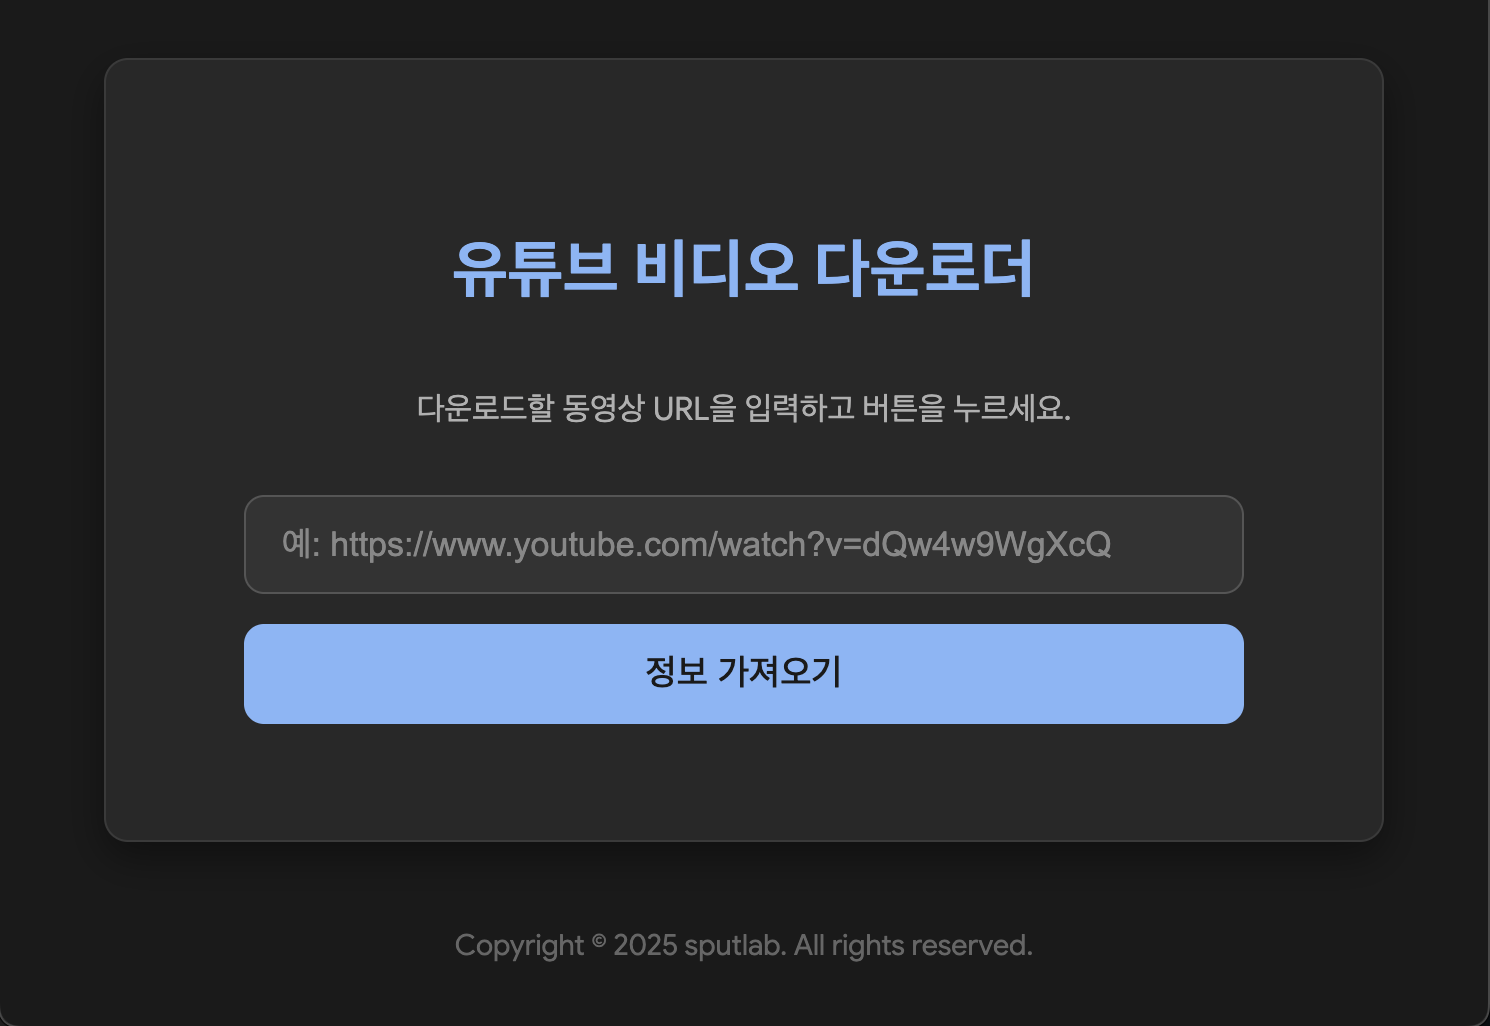 유튜브 비디오 다운로더
다운로드할 동영상 URL을 입력하고 버튼을 누르세요.
예: https://www.youtube.com/watch?v=dQw4w9WgXcQ
정보 가져오기
Copyright © 2025 sputlab. All rights reserved.